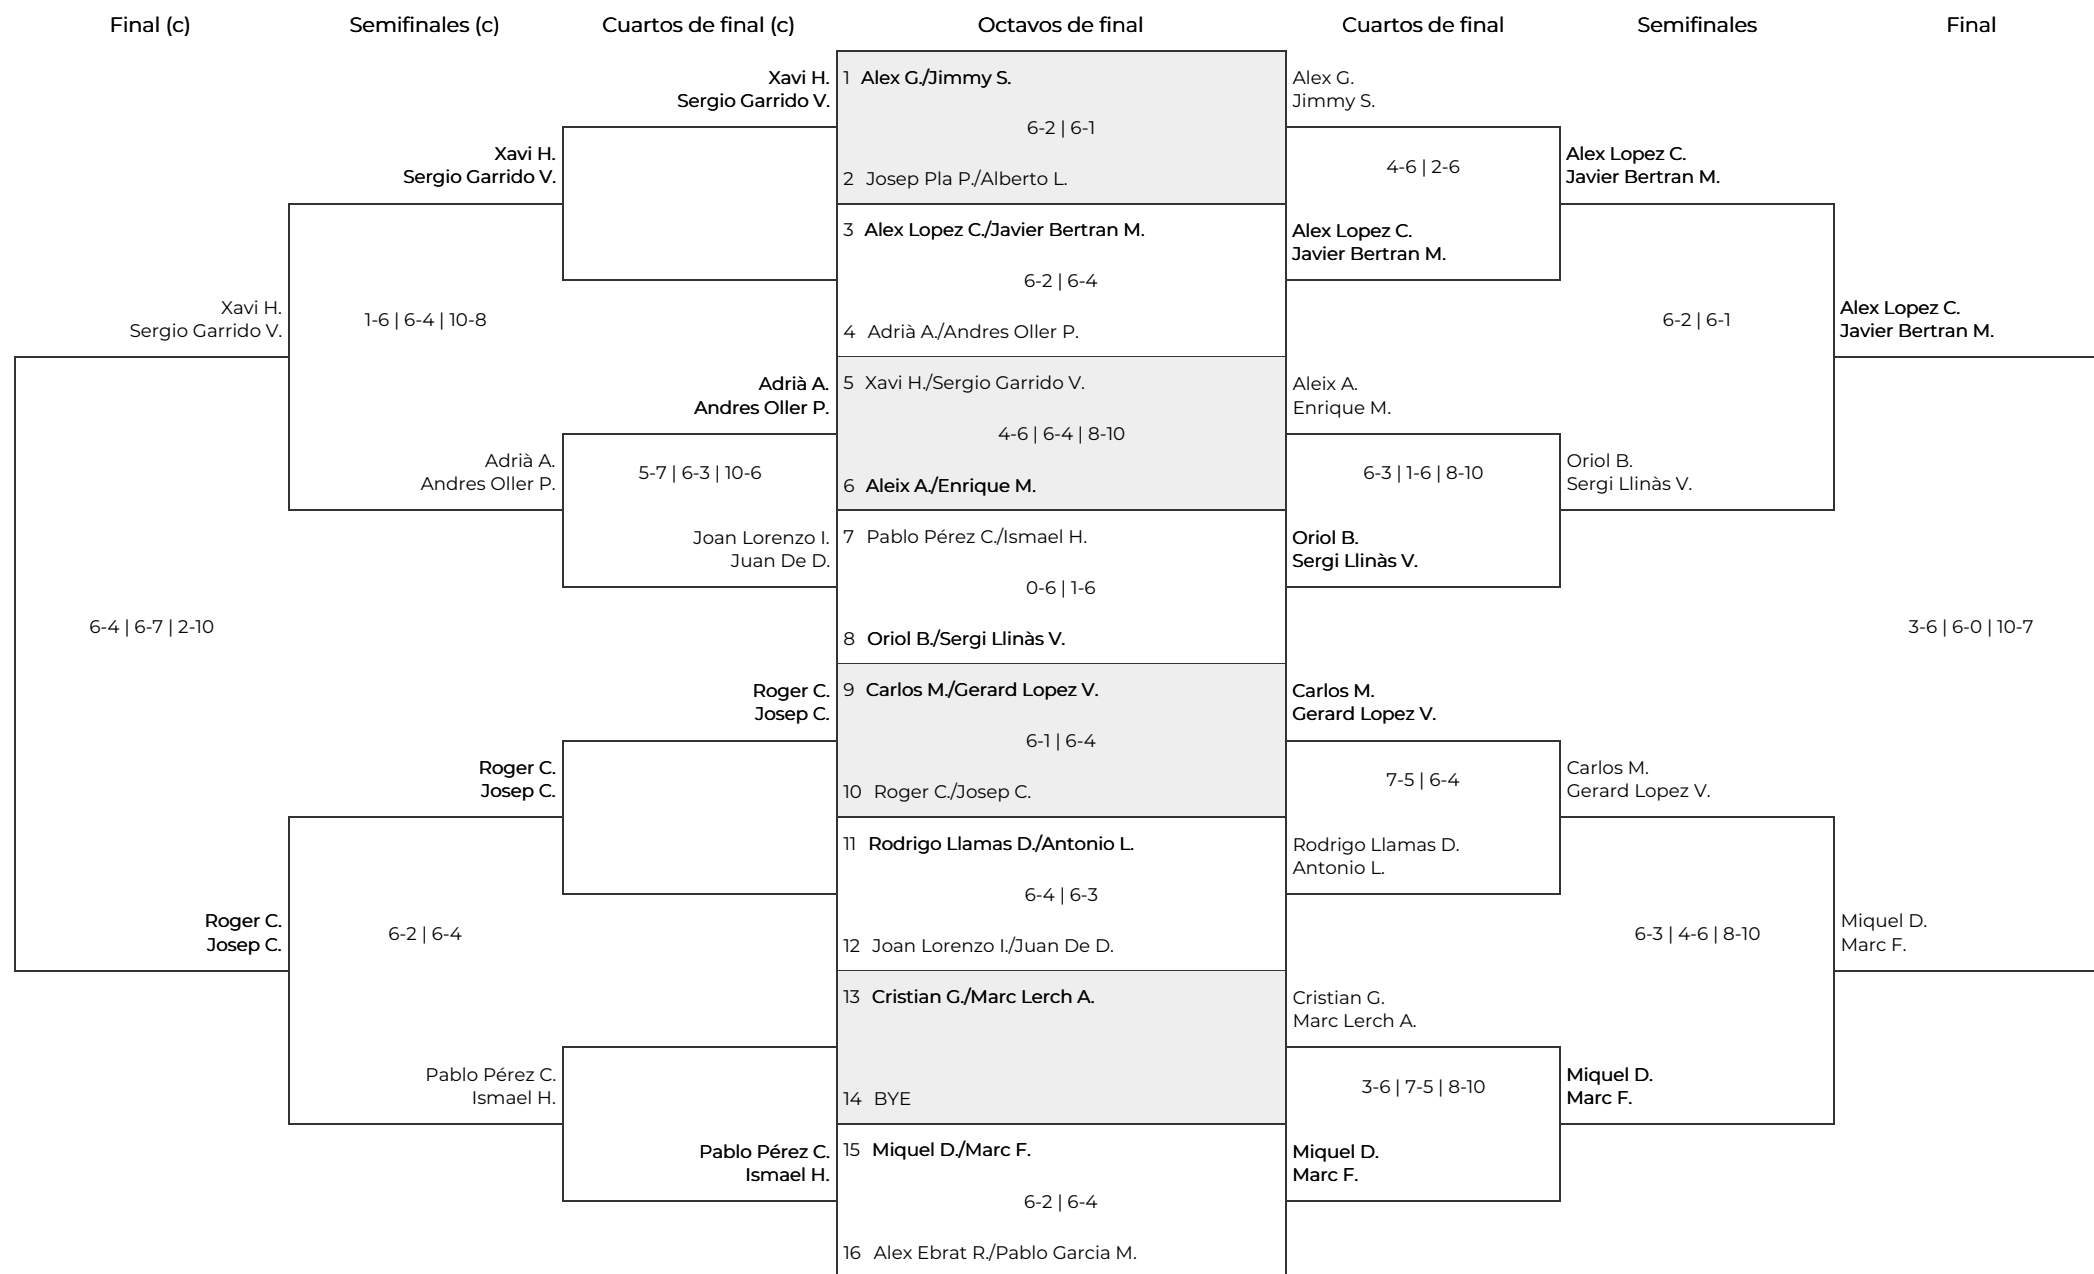 Final (c)
Semifinales (c)
Cuartos de final (c)
Octavos de final
Cuartos de final
Semifinales
Final
Xavi H.
Sergio Garrido V.
Roger C.
Josep C.
6-4 | 6-7 | 2-10
Xavi H.
Sergio Garrido V.
1-6 | 6-4 | 10-8
Adrià A.
Andres Oller P.
Roger C.
Josep C.
6-2 | 6-4
Pablo Pérez C.
Ismael H.
Xavi H.
Sergio Garrido V.
Adrià A.
Andres Oller P.
5-7 | 6-3 | 10-6
Joan Lorenzo I.
Juan De D.
Roger C.
Josep C.
Pablo Pérez C.
Ismael H.
1 Alex G./Jimmy S.
6-2 | 6-1
2 Josep Pla P./Alberto L.
3 Alex Lopez C./Javier Bertran M.
6-2 | 6-4
4 Adrià A./Andres Oller P.
5 Xavi H./Sergio Garrido V.
4-6 | 6-4 | 8-10
6 Aleix A./Enrique M.
7 Pablo Pérez C./Ismael H.
0-6 | 1-6
8 Oriol B./Sergi Llinàs V.
9 Carlos M./Gerard Lopez V.
6-1 | 6-4
10 Roger C./Josep C.
11 Rodrigo Llamas D./Antonio L.
6-4 | 6-3
12 Joan Lorenzo I./Juan De D.
13 Cristian G./Marc Lerch A.
14 BYE
15 Miquel D./Marc F.
6-2 | 6-4
16 Alex Ebrat R./Pablo Garcia M.
Alex G.
Jimmy S.
4-6 | 2-6
Alex Lopez C.
Javier Bertran M.
Aleix A.
Enrique M.
6-3 | 1-6 | 8-10
Oriol B.
Sergi Llinàs V.
Carlos M.
Gerard Lopez V.
7-5 | 6-4
Rodrigo Llamas D.
Antonio L.
Cristian G.
Marc Lerch A.
3-6 | 7-5 | 8-10
Miquel D.
Marc F.
Alex Lopez C.
Javier Bertran M.
6-2 | 6-1
Oriol B.
Sergi Llinàs V.
Carlos M.
Gerard Lopez V.
6-3 | 4-6 | 8-10
Miquel D.
Marc F.
Alex Lopez C.
Javier Bertran M.
3-6 | 6-0 | 10-7
Miquel D.
Marc F.